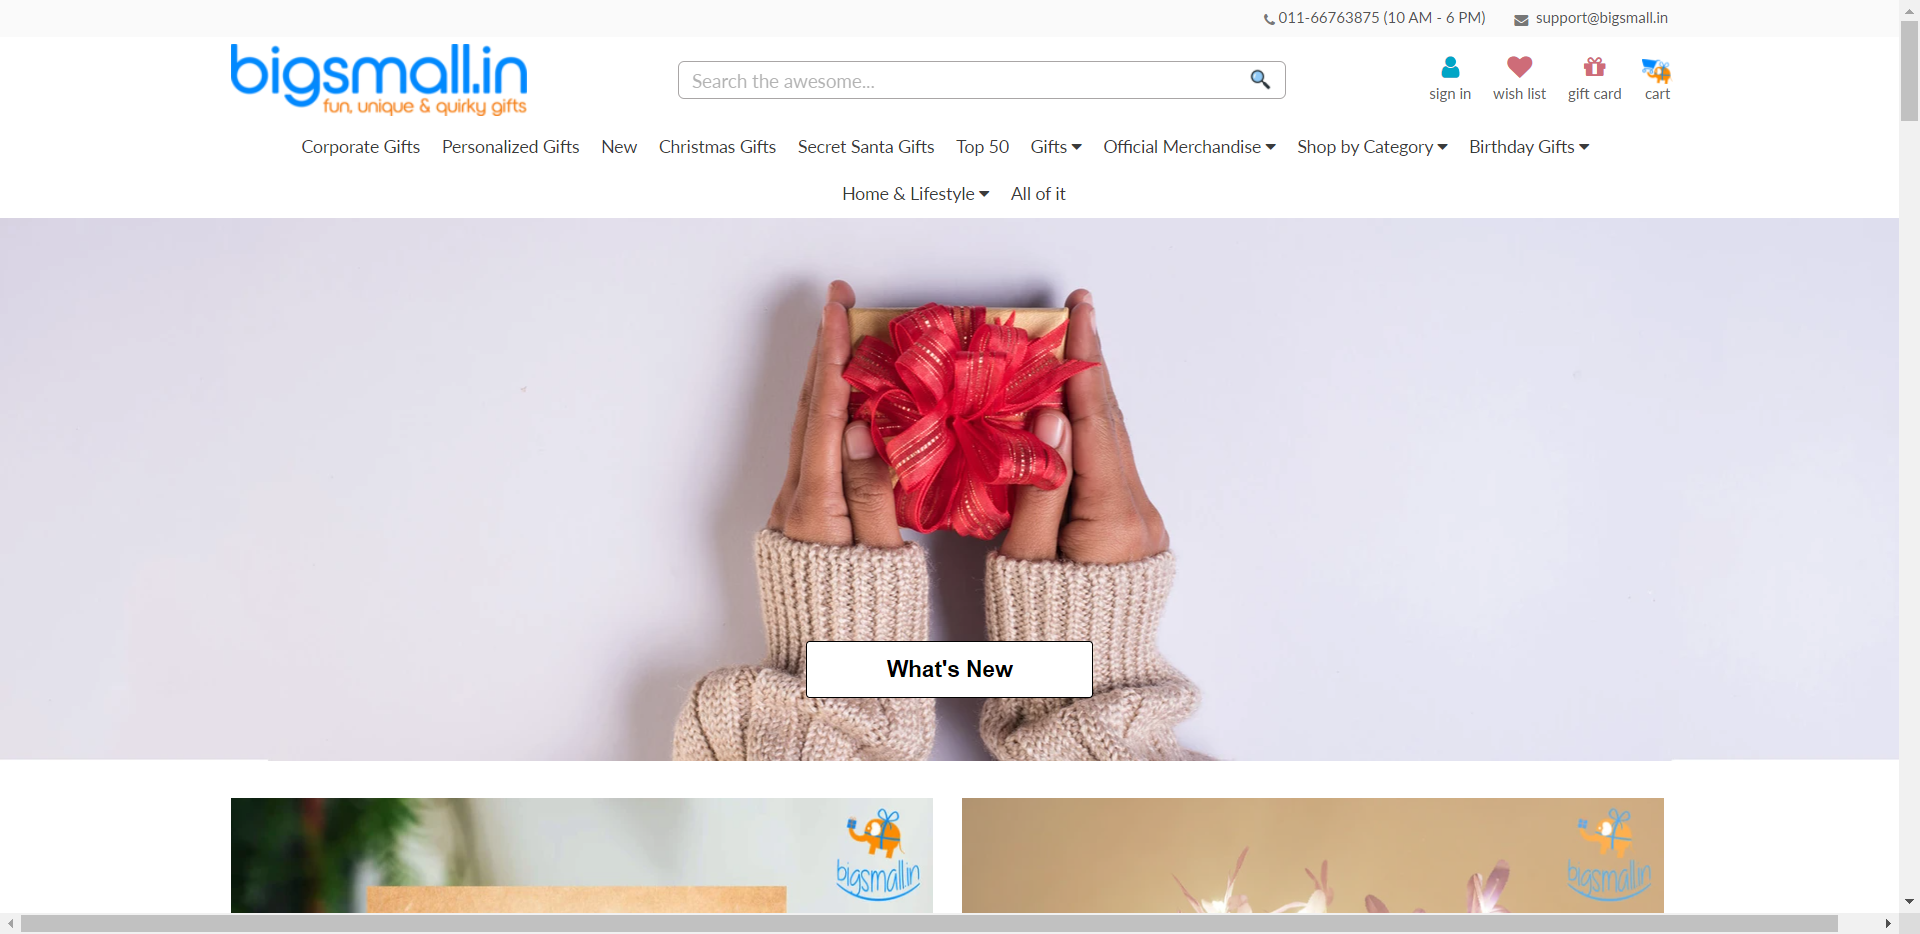 011-66763875 (10 AM - 6 PM) support@bigsmall.in
bigsmall.in
fun, unique & quirky gifts
Search the awesome...
sign in wish list gift card cart
Corporate Gifts Personalized Gifts New Christmas Gifts Secret Santa Gifts Top 50 Gifts Official Merchandise Shop by Category Birthday Gifts
Home & Lifestyle All of it
What's New
bigsmall.in bigsmall.in